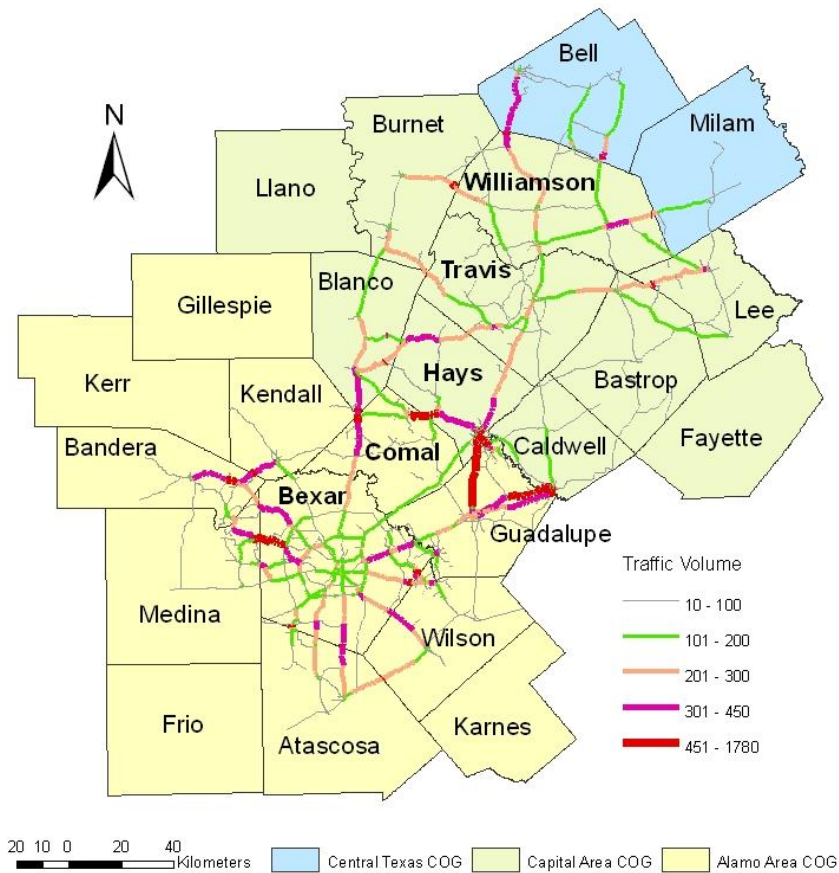 N
Bell
Burnet
Milam
Llano
Williamson
Travis
Blanco
Gillespie
Lee
Kerr
Hays
Bastrop
Kendall
Bandera
Comal
Caldwell
Fayette
Bexar
Guadalupe
Medina
Wilson
Frio
Karnes
Atascosa
Traffic Volume
10 - 100
101 - 200
201 - 300
301 - 450
451 - 1780
20 10 0 20 40 Kilometers
Central Texas COG
Capital Area COG
Alamo Area COG